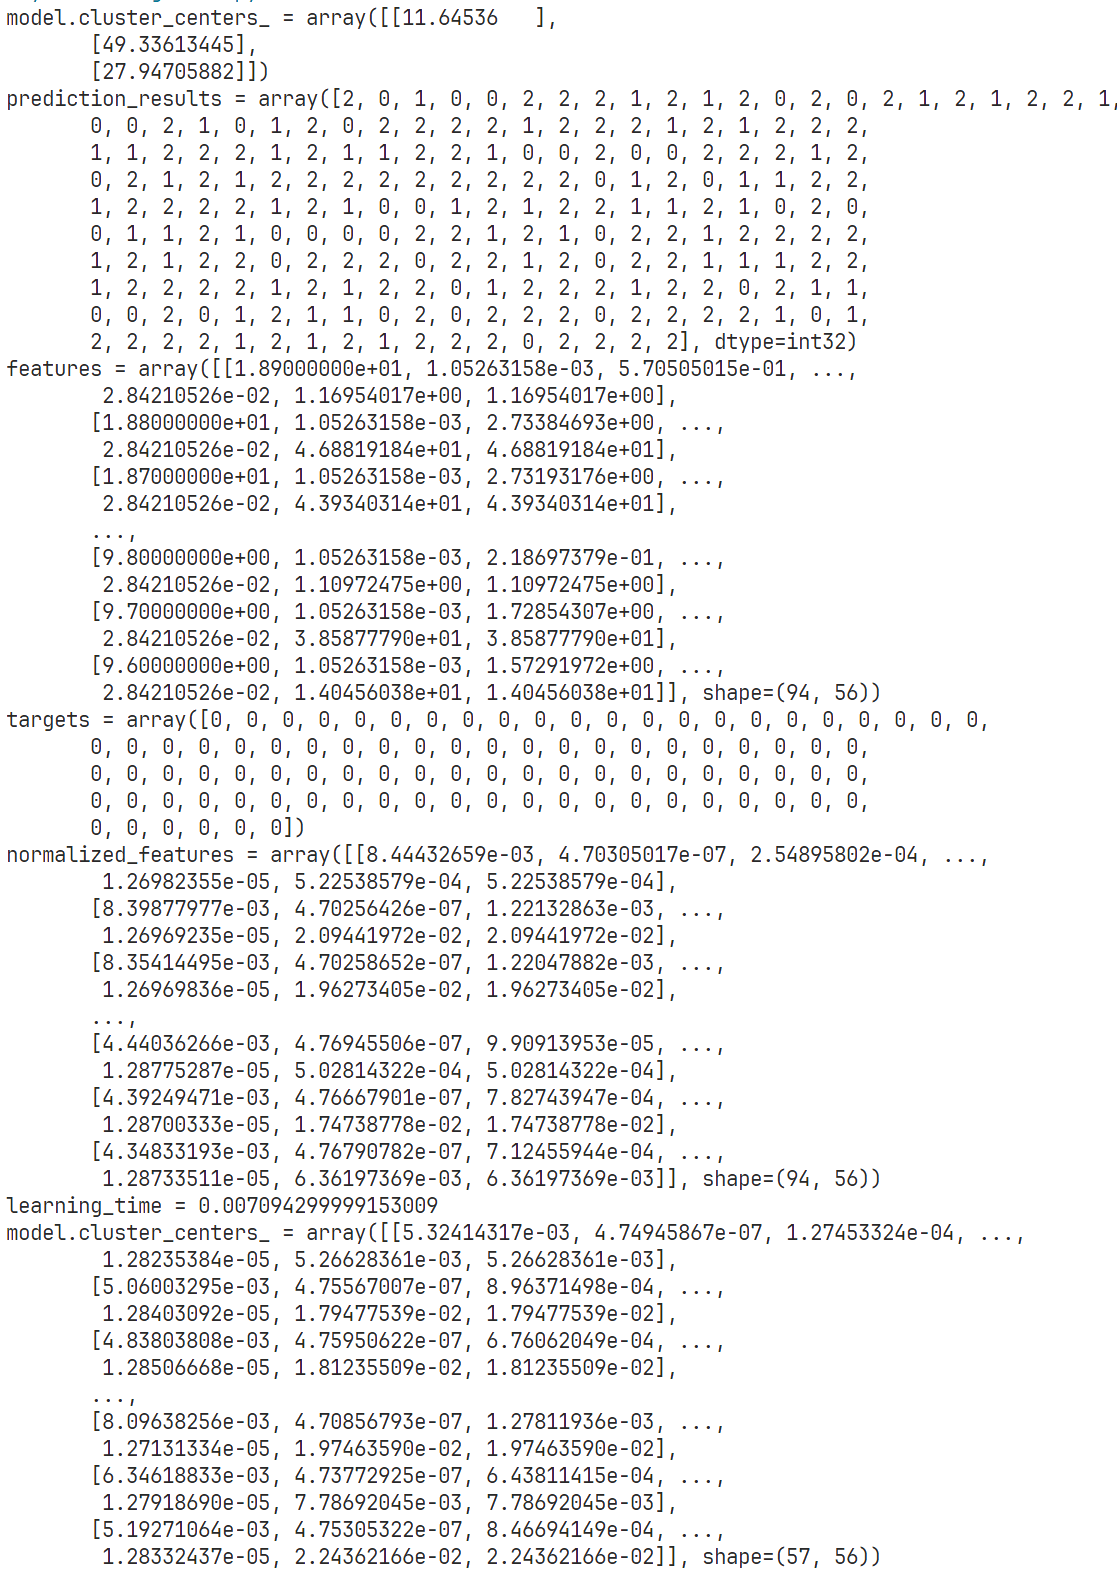 model.cluster_centers_ = array([[11.64536   ],
       [49.33613445],
       [27.94705882]])
prediction_results = array([2, 0, 1, 0, 0, 2, 2, 2, 1, 2, 1, 2, 0, 2, 0, 2, 1, 2, 1, 2, 2, 1,
       0, 0, 2, 1, 0, 1, 2, 0, 2, 2, 2, 2, 1, 2, 2, 2, 1, 2, 1, 2, 2, 2,
       1, 1, 2, 2, 2, 1, 2, 1, 1, 2, 2, 1, 0, 0, 2, 0, 0, 2, 2, 2, 1, 2,
       0, 2, 1, 2, 1, 2, 2, 2, 2, 2, 2, 2, 2, 2, 0, 1, 2, 0, 1, 1, 2, 2,
       1, 2, 2, 2, 2, 1, 2, 1, 0, 0, 1, 2, 1, 2, 2, 1, 1, 2, 1, 0, 2, 0,
       0, 1, 1, 2, 1, 0, 0, 0, 0, 2, 2, 1, 2, 1, 0, 2, 2, 1, 2, 2, 2, 2,
       1, 2, 1, 2, 2, 0, 2, 2, 2, 0, 2, 2, 1, 2, 0, 2, 2, 1, 1, 1, 2, 2,
       1, 2, 2, 2, 2, 1, 2, 1, 2, 2, 0, 1, 2, 2, 2, 1, 2, 2, 0, 2, 1, 1,
       0, 0, 2, 0, 1, 2, 1, 1, 0, 2, 0, 2, 2, 2, 0, 2, 2, 2, 2, 1, 0, 1,
       2, 2, 2, 2, 1, 2, 1, 2, 1, 2, 2, 2, 0, 2, 2, 2, 2], dtype=int32)
features = array([[1.89000000e+01, 1.05263158e-03, 5.70505015e-01, ...,
        2.84210526e-02, 1.16954017e+00, 1.16954017e+00],
       [1.88000000e+01, 1.05263158e-03, 2.73384693e+00, ...,
        2.84210526e-02, 4.68819184e+01, 4.68819184e+01],
       [1.87000000e+01, 1.05263158e-03, 2.73193176e+00, ...,
        2.84210526e-02, 4.39340314e+01, 4.39340314e+01],
       ...,
       [9.80000000e+00, 1.05263158e-03, 2.18697379e-01, ...,
        2.84210526e-02, 1.10972475e+00, 1.10972475e+00],
       [9.70000000e+00, 1.05263158e-03, 1.72854307e+00, ...,
        2.84210526e-02, 3.85877790e+01, 3.85877790e+01],
       [9.60000000e+00, 1.05263158e-03, 1.57291972e+00, ...,
        2.84210526e-02, 1.40456038e+01, 1.40456038e+01]], shape=(94, 56))
targets = array([0, 0, 0, 0, 0, 0, 0, 0, 0, 0, 0, 0, 0, 0, 0, 0, 0, 0, 0, 0, 0, 0,
       0, 0, 0, 0, 0, 0, 0, 0, 0, 0, 0, 0, 0, 0, 0, 0, 0, 0, 0, 0, 0, 0,
       0, 0, 0, 0, 0, 0, 0, 0, 0, 0, 0, 0, 0, 0, 0, 0, 0, 0, 0, 0, 0, 0,
       0, 0, 0, 0, 0, 0, 0, 0, 0, 0, 0, 0, 0, 0, 0, 0, 0, 0, 0, 0, 0, 0,
       0, 0, 0, 0, 0, 0])
normalized_features = array([[8.44432659e-03, 4.70305017e-07, 2.54895802e-04, ...,
        1.26982355e-05, 5.22538579e-04, 5.22538579e-04],
       [8.39877977e-03, 4.70256426e-07, 1.22132863e-03, ...,
        1.26969235e-05, 2.09441972e-02, 2.09441972e-02],
       [8.35414495e-03, 4.70258652e-07, 1.22047882e-03, ...,
        1.26969836e-05, 1.96273405e-02, 1.96273405e-02],
       ...,
       [4.44036266e-03, 4.76945506e-07, 9.90913953e-05, ...,
        1.28775287e-05, 5.02814322e-04, 5.02814322e-04],
       [4.39249471e-03, 4.76667901e-07, 7.82743947e-04, ...,
        1.28700333e-05, 1.74738778e-02, 1.74738778e-02],
       [4.34833193e-03, 4.76790782e-07, 7.12455944e-04, ...,
        1.28733511e-05, 6.36197369e-03, 6.36197369e-03]], shape=(94, 56))
learning_time = 0.007094299999153009
model.cluster_centers_ = array([[5.32414317e-03, 4.74945867e-07, 1.27453324e-04, ...,
        1.28235384e-05, 5.26628361e-03, 5.26628361e-03],
       [5.06003295e-03, 4.75567007e-07, 8.96371498e-04, ...,
        1.28403092e-05, 1.79477539e-02, 1.79477539e-02],
       [4.83803808e-03, 4.75950622e-07, 6.76062049e-04, ...,
        1.28506668e-05, 1.81235509e-02, 1.81235509e-02],
       ...,
       [8.09638256e-03, 4.70856793e-07, 1.27811936e-03, ...,
        1.27131334e-05, 1.97463590e-02, 1.97463590e-02],
       [6.34618833e-03, 4.73772925e-07, 6.43811415e-04, ...,
        1.27918690e-05, 7.78692045e-03, 7.78692045e-03],
       [5.19271064e-03, 4.75305322e-07, 8.46694149e-04, ...,
        1.28332437e-05, 2.24362166e-02, 2.24362166e-02]], shape=(57, 56))